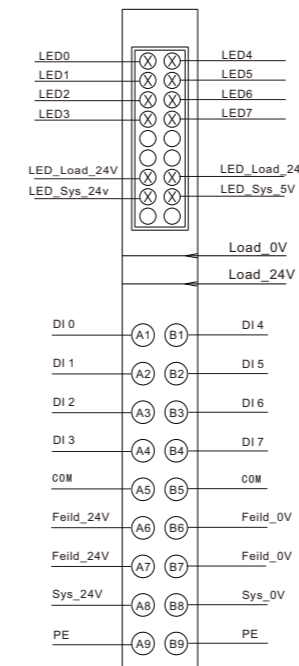 LED0 LED4
LED1 LED5
LED2 LED6
LED3 LED7
LED_Load_24V LED_Load_24
LED_Sys_24v LED_Sys_5V
Load_0V
Load_24V
DI 0 A1 B1 DI 4
DI 1 A2 B2 DI 5
DI 2 A3 B3 DI 6
DI 3 A4 B4 DI 7
COM A5 B5 COM
Feild_24V A6 B6 Feild_0V
Feild_24V A7 B7 Feild_0V
Sys_24V A8 B8 Sys_0V
PE A9 B9 PE